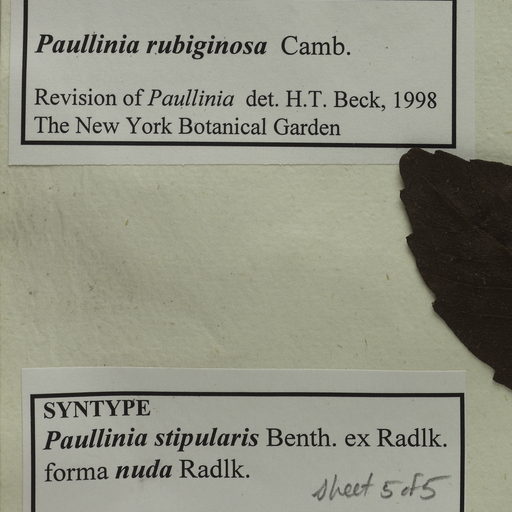 Paullinia rubiginosa Camb.
Revision of Paullinia det. H.T. Beck, 1998
The New York Botanical Garden
SYNTYPE
Paullinia stipularis Benth. ex Radlk.
forma nuda Radlk.
sheet 5 of 5